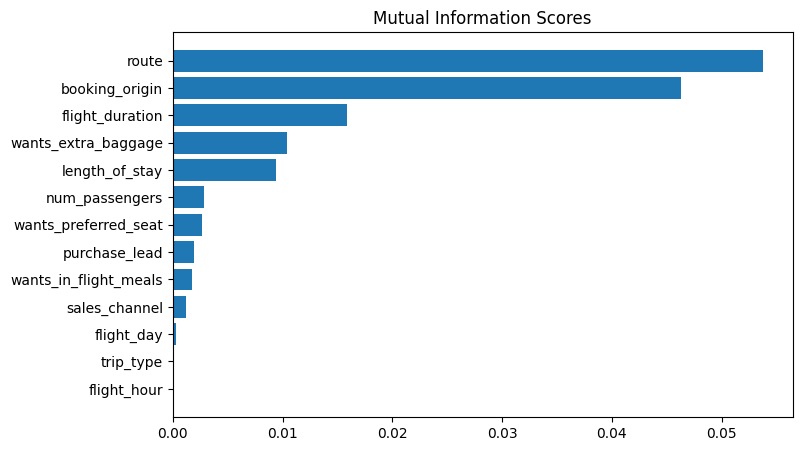 Mutual Information Scores
route
booking_origin
flight_duration
wants_extra_baggage
length_of_stay
num_passengers
wants_preferred_seat
purchase_lead
wants_in_flight_meals
sales_channel
flight_day
trip_type
flight_hour
0.00 0.01 0.02 0.03 0.04 0.05